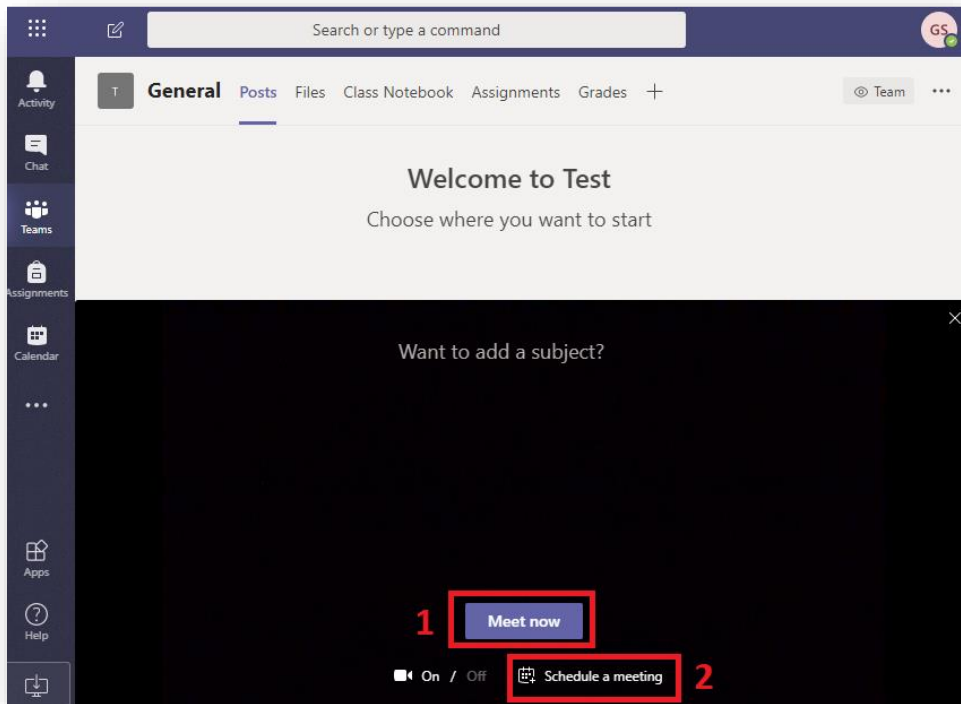 Search or type a command
GS
Activity
Chat
Teams
Assignments
Calendar
Apps
Help
T General Posts Files Class Notebook Assignments Grades Team
Welcome to Test
Choose where you want to start
Want to add a subject?
1 Meet now
On / Off Schedule a meeting 2